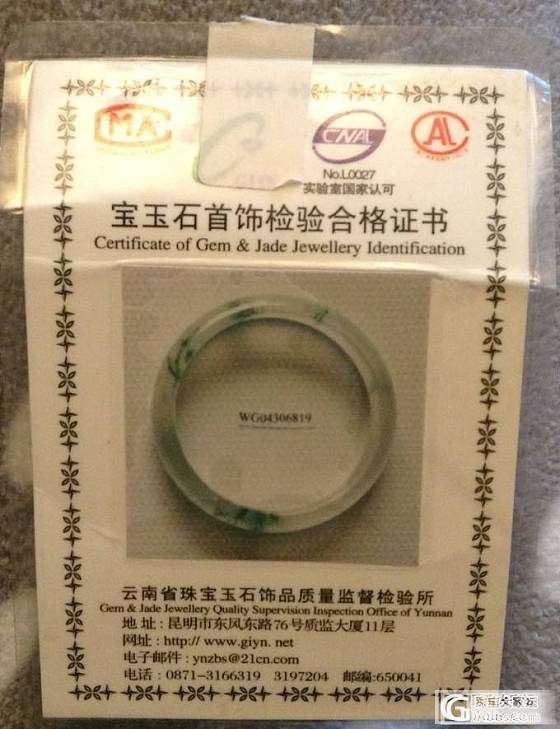 MA
CNAL
AL
No.L0027
实验室国家认可
宝玉石首饰检验合格证书
Certificate of Gem & Jade Jewellery Identification
WG04306819
云南省珠宝玉石饰品质量监督检验所
Gem & Jade Jewellery Quality Supervision Inspection Office of Yunnan
地 址: 昆明市东风东路76号质监大厦11层
网址: http// www.giyn. net
电子邮件: ynzbs@21cn.com
电话: 0871-3166319 3197204 邮编:650041